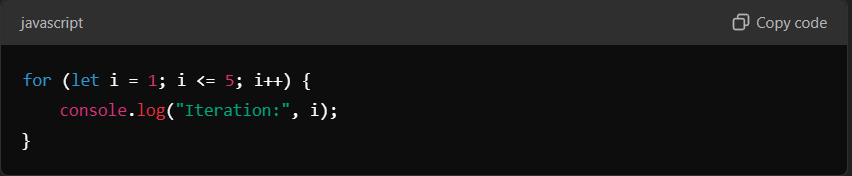 javascript
Copy code
for (let i = 1; i <= 5; i++) {
    console.log("Iteration:", i);
}